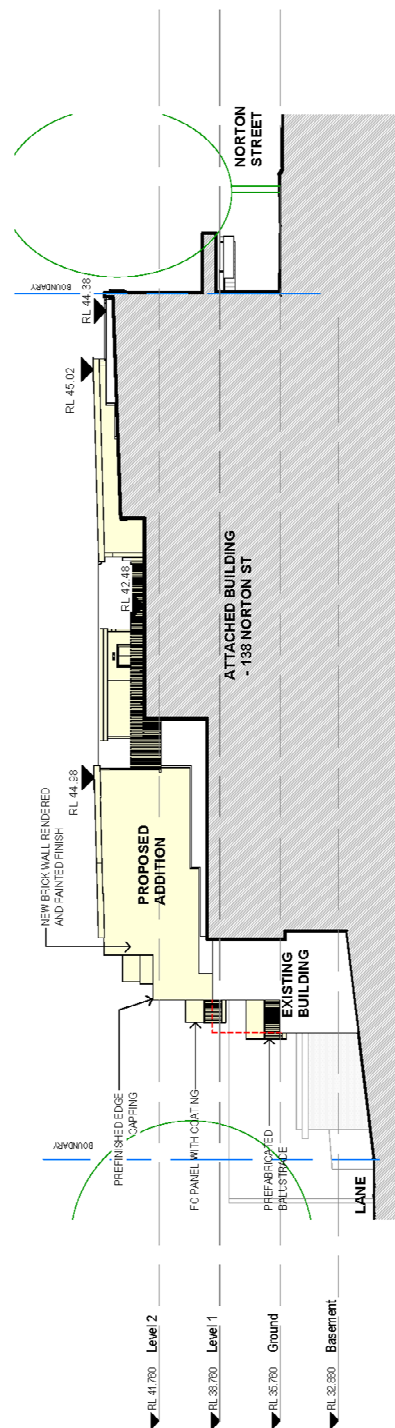 NORTON
STREET
BOUNDARY
RL 44.38
RL 45.02
RL 42.48
ATTACHED BUILDING
- 138 NORTON ST
RL 44.98
NEW BRICK WALL RENDERED
AND PAINTED FINISH
PROPOSED
ADDITION
EXISTING
BUILDING
PREFINISHED EDGE
CAPPING
FC PANEL WITH COATING
PREFABRICATED
BALUSTRADE
BOUNDARY
LANE
RL 41.760 Level 2
RL 38.760 Level 1
RL 35.760 Ground
RL 32.860 Basement